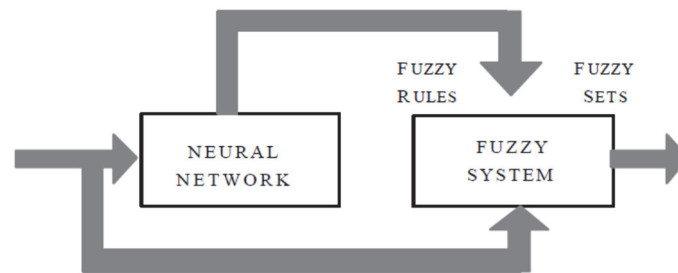 FUZZY
RULES
FUZZY
SETS
NEURAL
NETWORK
FUZZY
SYSTEM